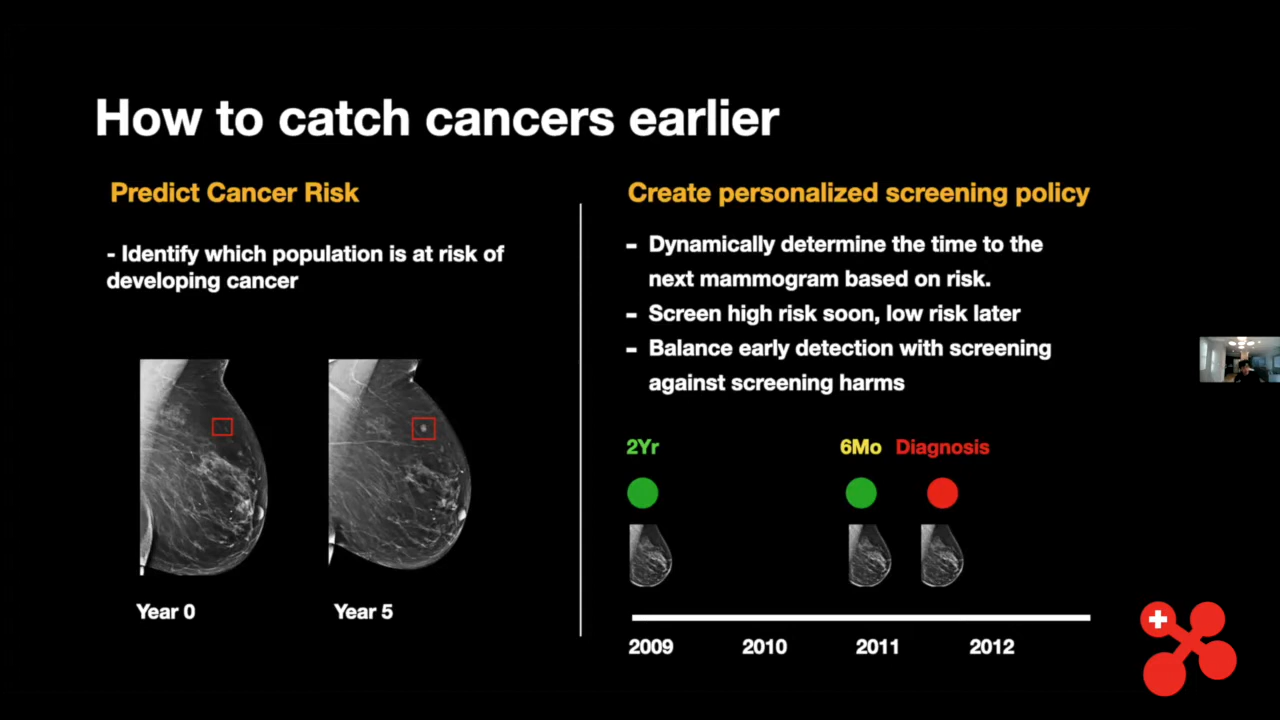 How to catch cancers earlier
Predict Cancer Risk
- Identify which population is at risk of
developing cancer
Year 0
Year 5
Create personalized screening policy
- Dynamically determine the time to the
next mammogram based on risk.
- Screen high risk soon, low risk later
- Balance early detection with screening
against screening harms
2Yr
6Mo
Diagnosis
2009
2010
2011
2012